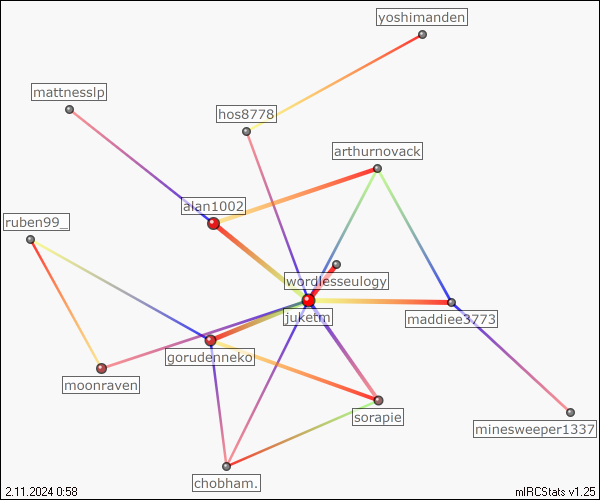 yoshimanden
mattnesslp
hos8778
arthurnovack
alan1002
ruben99_
wordlesseulogy
juketm
maddiee3773
gorudenneko
moonraven
sorapie
minesweeper1337
chobham.
2.11.2024 0:58
mIRCStats v1.25